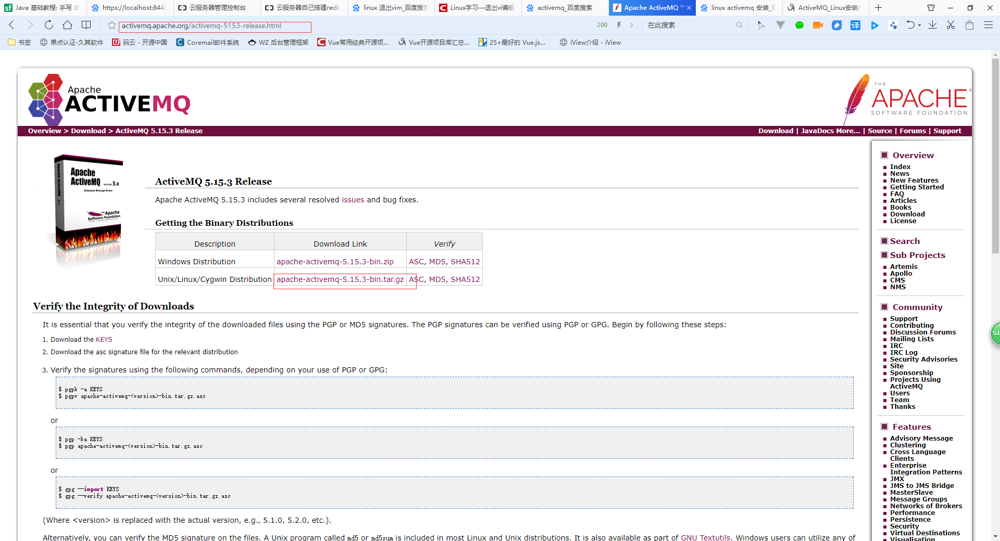 Java 基础教程: 手写 JD
https://localhost:8443
云服务器管理控制台
云服务器自己搭建redis
linux 退出vim_百度搜索
Linux学习—退出vi编辑
activemq_百度搜索
Apache ActiveMQ ™
linux activemq 安装_百
ActiveMQ_Linux安装(
activemq.apache.org/activemq-5153-release.html
200
在此搜索
译
书签
单点认证-久其软件
码云 - 开源中国
Coremail邮件系统
WZ 后台管理框架
Vue常用经典开源项...
Vue开源项目库汇总...
25+最好的 Vue.js...
iView介绍 - iView
Apache
ACTIVEMQ
THE
APACHE
SOFTWARE FOUNDATION
Overview > Download > ActiveMQ 5.15.3 Release
Download | JavaDocs More... | Source | Forums | Support
Apache
ActiveMQ version 5.x
Enterprise Message Broker
The Apache
Software Foundation
http://www.apache.org/
ActiveMQ 5.15.3 Release
Apache ActiveMQ 5.15.3 includes several resolved issues and bug fixes.
Getting the Binary Distributions
Description Download Link Verify
Windows Distribution apache-activemq-5.15.3-bin.zip ASC, MD5, SHA512
Unix/Linux/Cygwin Distribution apache-activemq-5.15.3-bin.tar.gz ASC, MD5, SHA512
Verify the Integrity of Downloads
It is essential that you verify the integrity of the downloaded files using the PGP or MD5 signatures. The PGP signatures can be verified using PGP or GPG. Begin by following these steps:
1. Download the KEYS
2. Download the asc signature file for the relevant distribution
3. Verify the signatures using the following commands, depending on your use of PGP or GPG:
$ pgpk -a KEYS
$ pgpv apache-activemq-<version>-bin.tar.gz.asc
or
$ pgp -ka KEYS
$ pgp apache-activemq-<version>-bin.tar.gz.asc
or
$ gpg --import KEYS
$ gpg --verify apache-activemq-<version>-bin.tar.gz.asc
(Where <version> is replaced with the actual version, e.g., 5.1.0, 5.2.0, etc.).
Alternatively, you can verify the MD5 signature on the files. A Unix program called md5 or md5sum is included in most Linux and Unix distributions. It is also available as part of GNU Textutils. Windows users can utilize any of
Overview
Index
News
New Features
Getting Started
FAQ
Articles
Books
Download
License
Search
Sub Projects
Artemis
Apollo
CMS
NMS
Community
Support
Contributing
Discussion Forums
Mailing Lists
IRC
IRC Log
Security Advisories
Site
Sponsorship
Projects Using
ActiveMQ
Users
Team
Thanks
Features
Advisory Message
Clustering
Cross Language
Clients
Enterprise
Integration Patterns
JMX
JMS to JMS Bridge
MasterSlave
Message Groups
Networks of Brokers
Performance
Persistence
Security
Virtual Destinations
Visualisation
51